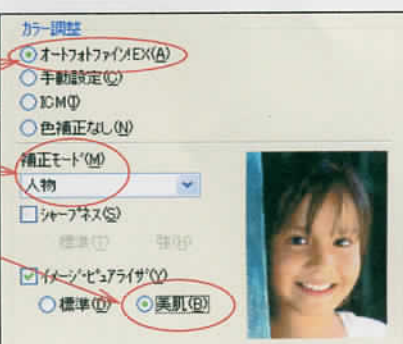 カラー調整
オートフォトファイン!EX(A)
手動設定(C)
ICM(I)
色補正なし(N)
補正モード(M)
人物
シャープネス(S)
標準(T) 強(H)
イメージ・ピュアライザ(Y)
標準(D) 美肌(B)